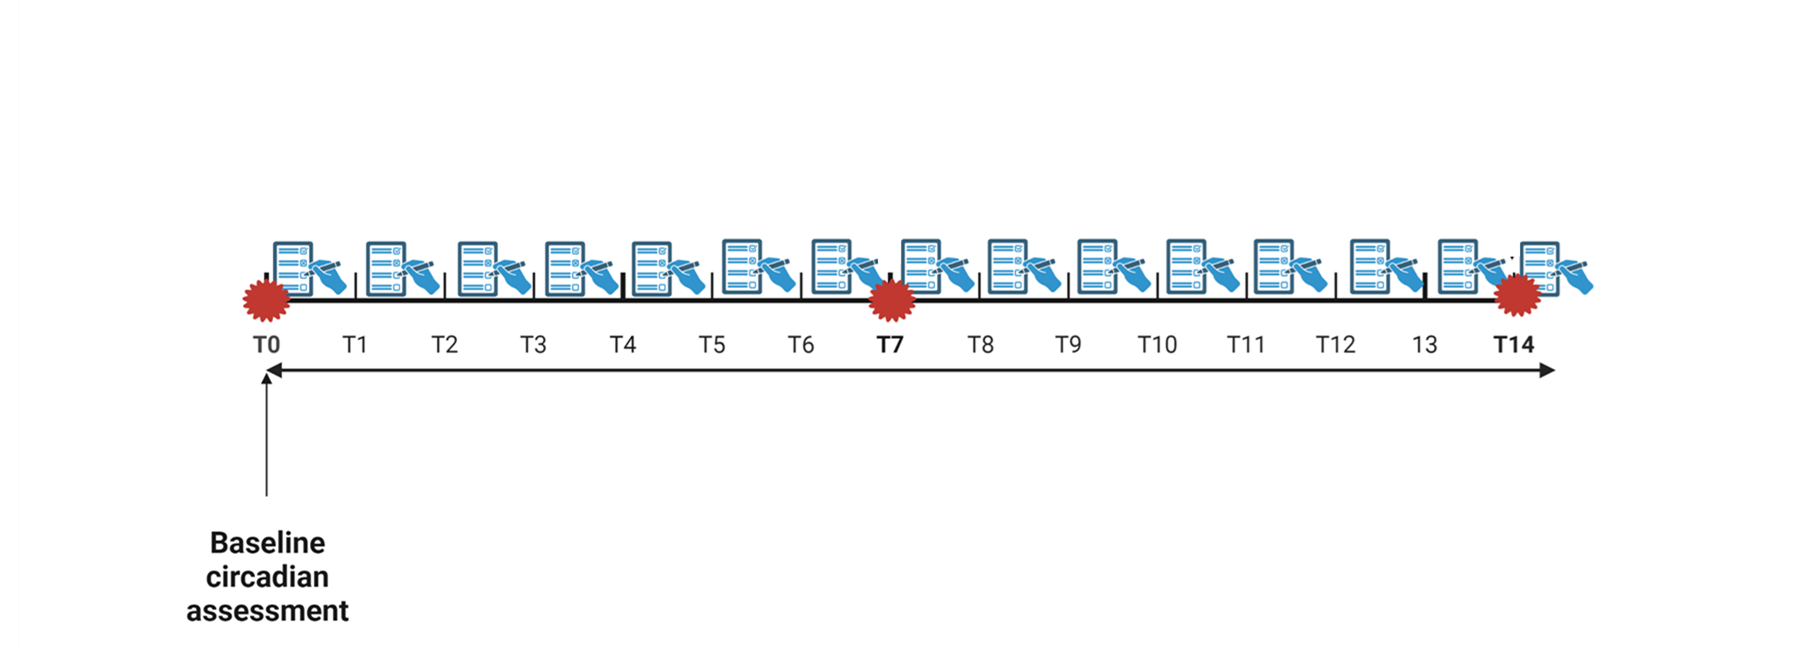 T0 T1 T2 T3 T4 T5 T6 T7 T8 T9 T10 T11 T12 13 T14
Baseline
circadian
assessment